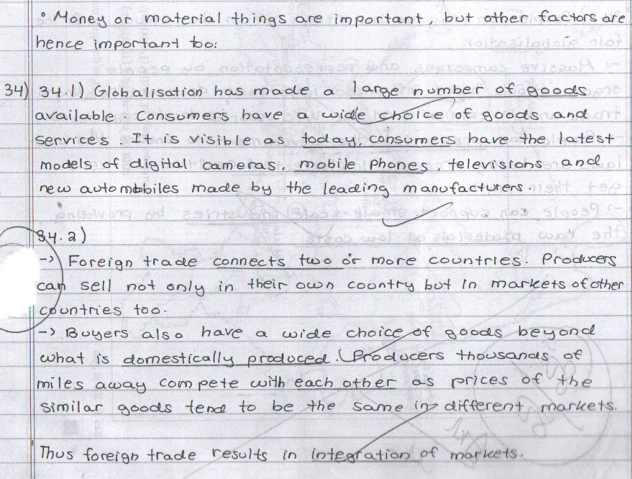 ° Money or material things are important, but other factors are
hence important too:
34) 34.1) Globalisation has made a large number of goods
available. Consumers have a wide choice of goods and
services. It is visible as today, consumers have the latest
models of digital cameras, mobile phones, televisions and
new automobiles made by the leading manufacturers.
34.2)
-> Foreign trade connects two or more countries. Producers
can sell not only in their own country but in markets of other
countries too.
-> Buyers also have a wide choice of goods beyond
what is domestically produced. Producers thousands of
miles away compete with each other as prices of the
similar goods tend to be the same in different markets.
Thus foreign trade results in integration of markets.